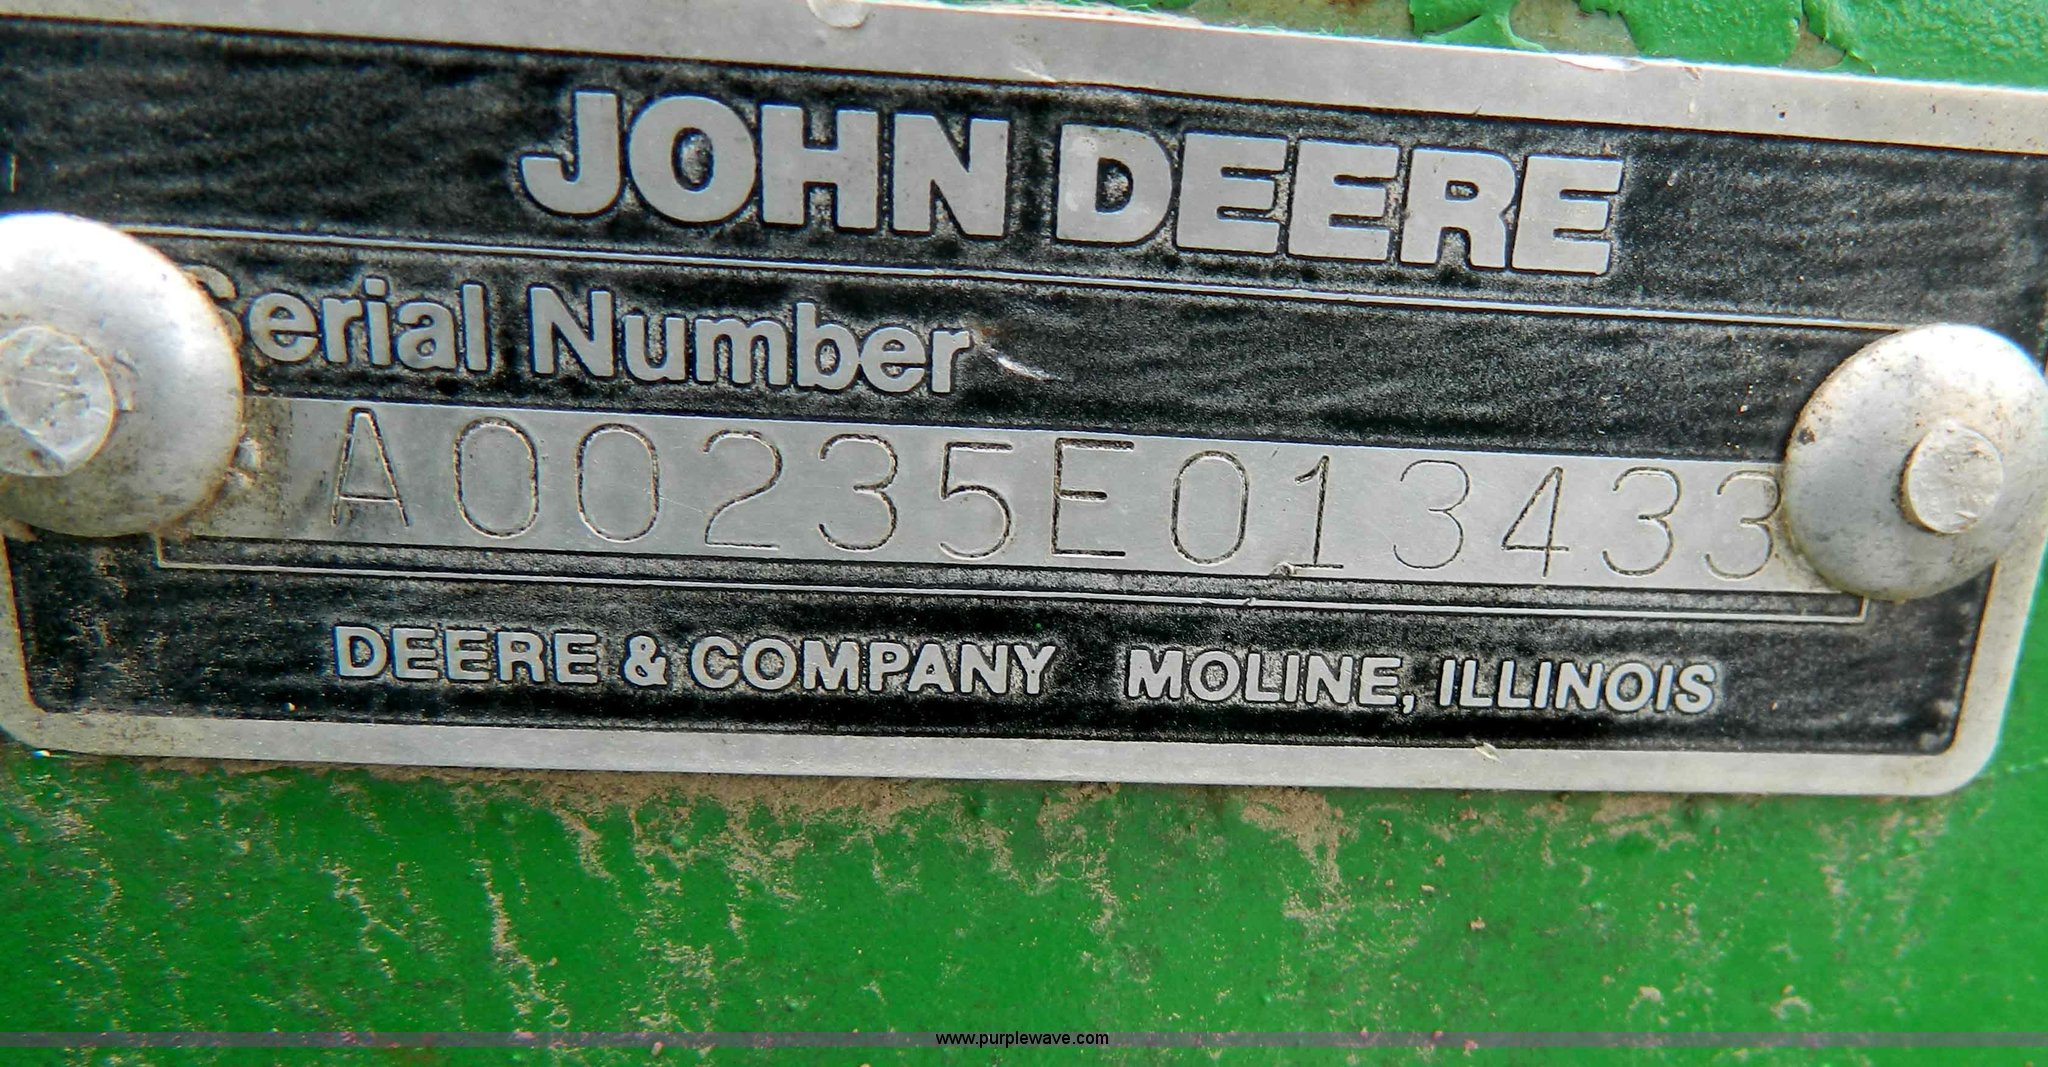 JOHN DEERE
Serial Number
A00235E013433
DEERE & COMPANY MOLINE, ILLINOIS
www.purplewave.com